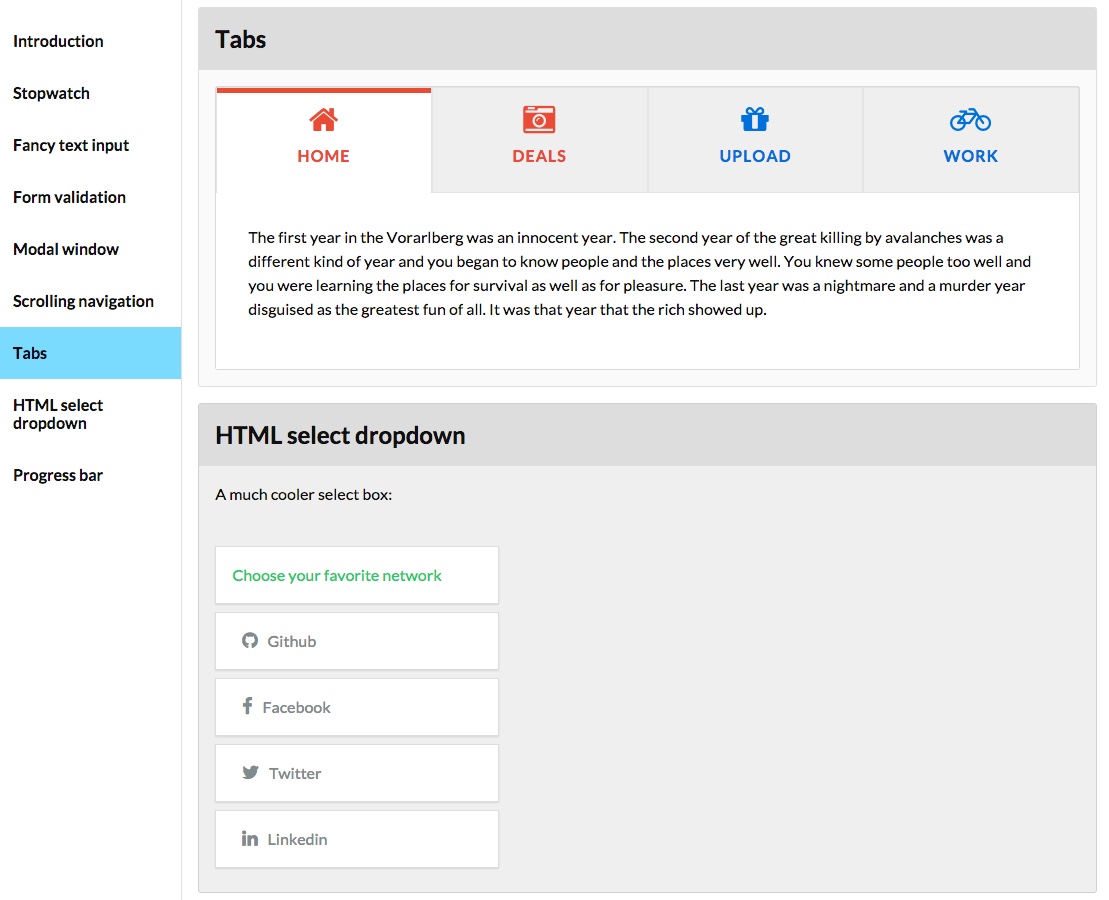 Introduction
Stopwatch
Fancy text input
Form validation
Modal window
Scrolling navigation
Tabs
HTML select
dropdown
Progress bar
Tabs
HOME
DEALS
UPLOAD
WORK
The first year in the Vorarlberg was an innocent year. The second year of the great killing by avalanches was a
different kind of year and you began to know people and the places very well. You knew some people too well and
you were learning the places for survival as well as for pleasure. The last year was a nightmare and a murder year
disguised as the greatest fun of all. It was that year that the rich showed up.
HTML select dropdown
A much cooler select box:
Choose your favorite network
Github
Facebook
Twitter
Linkedin